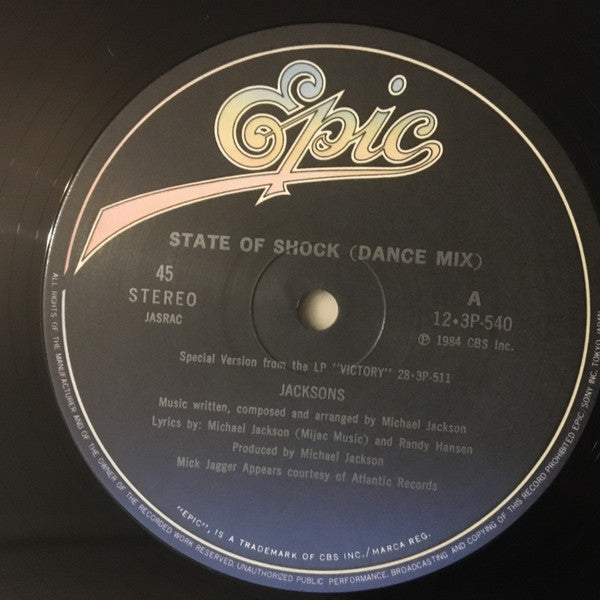 Epic
STATE OF SHOCK (DANCE MIX)
45
STEREO
JASRAC
A
12・3P-540
Ⓟ 1984 CBS Inc.
Special Version from the LP "VICTORY" 28・3P-511
JACKSONS
Music written, composed and arranged by Michael Jackson
Lyrics by: Michael Jackson (Mijac Music) and Randy Hansen
Produced by Michael Jackson
Mick Jagger Appears courtesy of Atlantic Records
"EPIC", IS A TRADEMARK OF CBS INC./MARCA REG.
ALL RIGHTS OF THE MANUFACTURER AND OF THE OWNER OF THE RECORDED WORK RESERVED. UNAUTHORIZED PUBLIC PERFORMANCE, BROADCASTING AND COPYING OF THIS RECORD PROHIBITED EPIC/SONY INC. TOKYO JAPAN